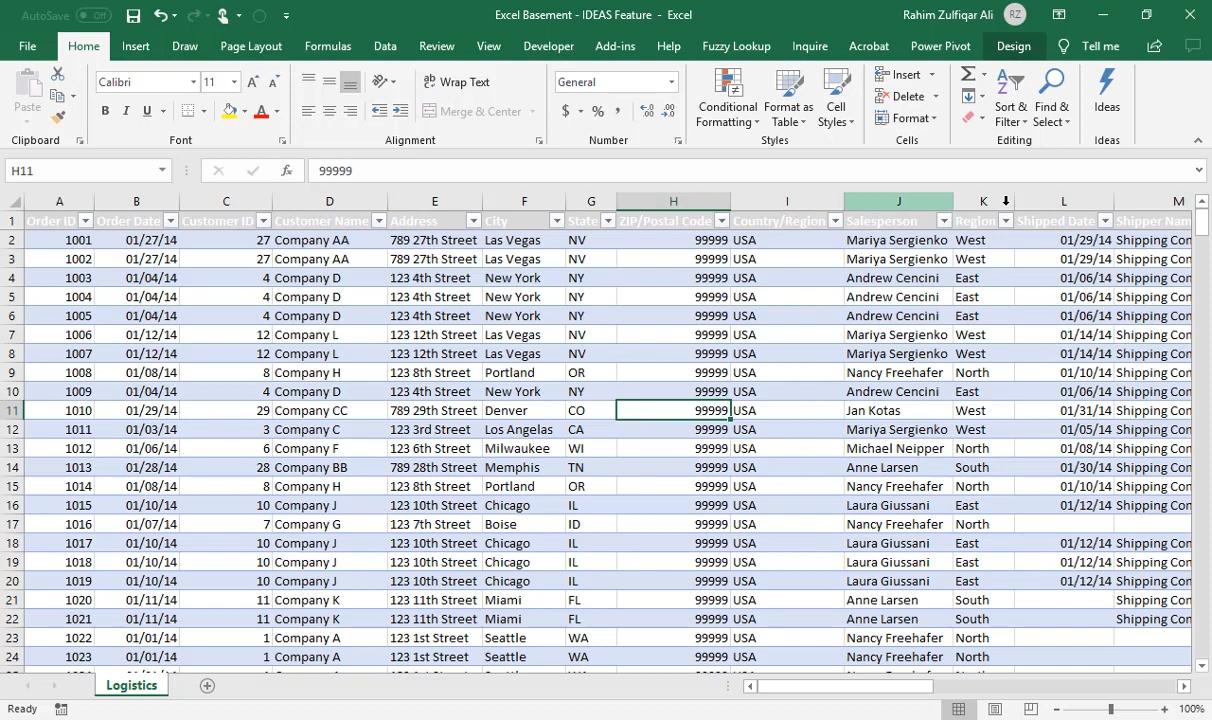 AutoSave Off
Excel Basement - IDEAS Feature - Excel
Rahim Zulfiqar Ali RZ
File Home Insert Draw Page Layout Formulas Data Review View Developer Add-ins Help Fuzzy Lookup Inquire Acrobat Power Pivot Design Tell me
Calibri 11 Wrap Text General Insert Σ
Paste B I U A Merge & Center $ % , Conditional Formatting Format as Table Cell Styles Delete Format Sort & Filter Find & Select Ideas
Clipboard Font Alignment Number Styles Cells Editing Ideas
H11 fx 99999
A B C D E F G H I J K L M
1 Order ID Order Date Customer ID Customer Name Address City State ZIP/Postal Code Country/Region Salesperson Region Shipped Date Shipper Nam
2 1001 01/27/14 27 Company AA 789 27th Street Las Vegas NV 99999 USA Mariya Sergienko West 01/29/14 Shipping Con
3 1002 01/27/14 27 Company AA 789 27th Street Las Vegas NV 99999 USA Mariya Sergienko West 01/29/14 Shipping Con
4 1003 01/04/14 4 Company D 123 4th Street New York NY 99999 USA Andrew Cencini East 01/06/14 Shipping Con
5 1004 01/04/14 4 Company D 123 4th Street New York NY 99999 USA Andrew Cencini East 01/06/14 Shipping Con
6 1005 01/04/14 4 Company D 123 4th Street New York NY 99999 USA Andrew Cencini East 01/06/14 Shipping Con
7 1006 01/12/14 12 Company L 123 12th Street Las Vegas NV 99999 USA Mariya Sergienko West 01/14/14 Shipping Con
8 1007 01/12/14 12 Company L 123 12th Street Las Vegas NV 99999 USA Mariya Sergienko West 01/14/14 Shipping Con
9 1008 01/08/14 8 Company H 123 8th Street Portland OR 99999 USA Nancy Freehafer North 01/10/14 Shipping Con
10 1009 01/04/14 4 Company D 123 4th Street New York NY 99999 USA Andrew Cencini East 01/06/14 Shipping Con
11 1010 01/29/14 29 Company CC 789 29th Street Denver CO 99999 USA Jan Kotas West 01/31/14 Shipping Con
12 1011 01/03/14 3 Company C 123 3rd Street Los Angelas CA 99999 USA Mariya Sergienko West 01/05/14 Shipping Con
13 1012 01/06/14 6 Company F 123 6th Street Milwaukee WI 99999 USA Michael Neipper North 01/08/14 Shipping Con
14 1013 01/28/14 28 Company BB 789 28th Street Memphis TN 99999 USA Anne Larsen South 01/30/14 Shipping Con
15 1014 01/08/14 8 Company H 123 8th Street Portland OR 99999 USA Nancy Freehafer North 01/10/14 Shipping Con
16 1015 01/10/14 10 Company J 123 10th Street Chicago IL 99999 USA Laura Giussani East 01/12/14 Shipping Con
17 1016 01/07/14 7 Company G 123 7th Street Boise ID 99999 USA Nancy Freehafer North
18 1017 01/10/14 10 Company J 123 10th Street Chicago IL 99999 USA Laura Giussani East 01/12/14 Shipping Con
19 1018 01/10/14 10 Company J 123 10th Street Chicago IL 99999 USA Laura Giussani East 01/12/14 Shipping Con
20 1019 01/10/14 10 Company J 123 10th Street Chicago IL 99999 USA Laura Giussani East 01/12/14 Shipping Con
21 1020 01/11/14 11 Company K 123 11th Street Miami FL 99999 USA Anne Larsen South Shipping Con
22 1021 01/11/14 11 Company K 123 11th Street Miami FL 99999 USA Anne Larsen South Shipping Con
23 1022 01/01/14 1 Company A 123 1st Street Seattle WA 99999 USA Nancy Freehafer North
24 1023 01/01/14 1 Company A 123 1st Street Seattle WA 99999 USA Nancy Freehafer North
Logistics
Ready 100%